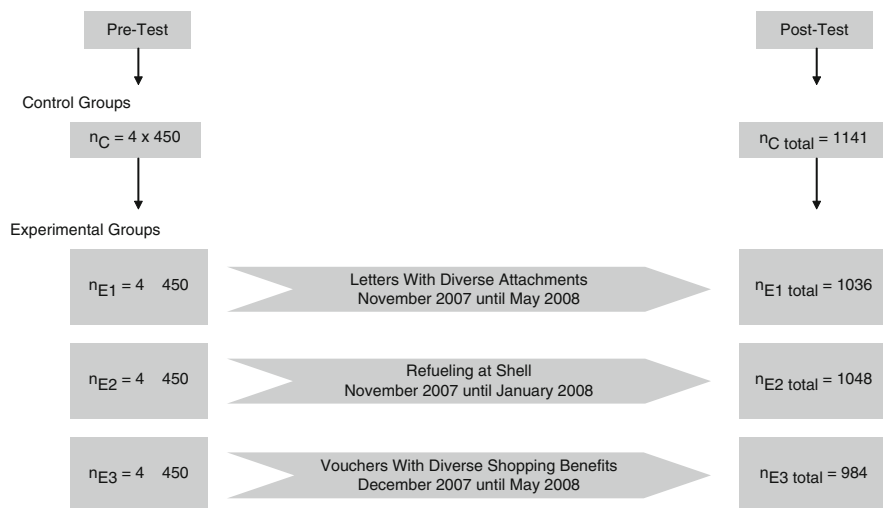 Pre-Test
Post-Test
Control Groups
nC = 4 x 450
nC total = 1141
Experimental Groups
nE1 = 4 450
Letters With Diverse Attachments
November 2007 until May 2008
nE1 total = 1036
nE2 = 4 450
Refueling at Shell
November 2007 until January 2008
nE2 total = 1048
nE3 = 4 450
Vouchers With Diverse Shopping Benefits
December 2007 until May 2008
nE3 total = 984